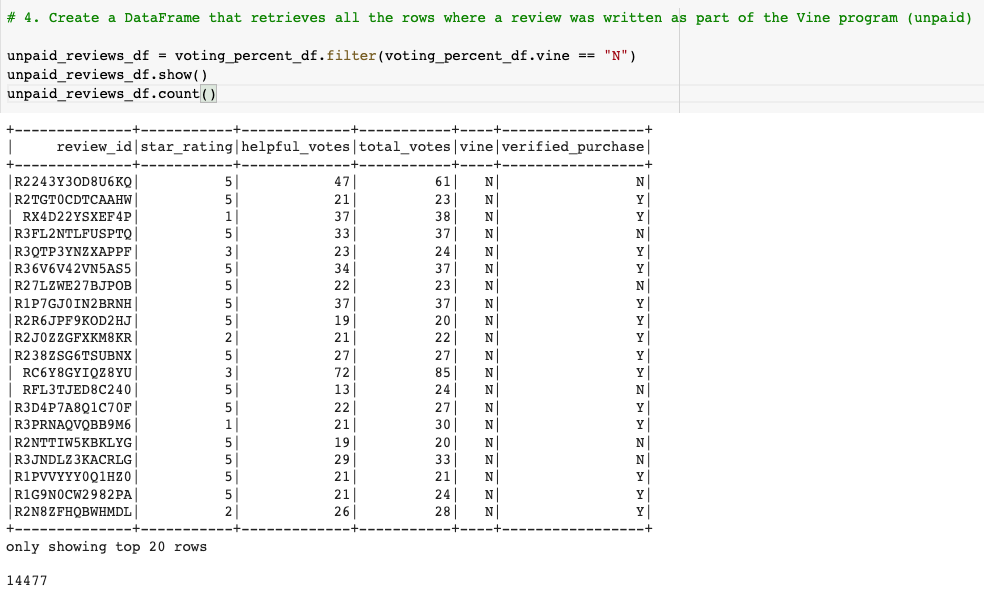 # 4. Create a DataFrame that retrieves all the rows where a review was written as part of the Vine program (unpaid)
unpaid_reviews_df = voting_percent_df.filter(voting_percent_df.vine == "N")
unpaid_reviews_df.show()
unpaid_reviews_df.count()
+--------------+-----------+-------------+-----------+----+-----------------+
|     review_id|star_rating|helpful_votes|total_votes|vine|verified_purchase|
+--------------+-----------+-------------+-----------+----+-----------------+
|R2243Y3OD8U6KQ|          5|           47|         61|   N|                N|
|R2TGT0CDTCAAHW|          5|           21|         23|   N|                Y|
| RX4D22YSXEF4P|          1|           37|         38|   N|                Y|
|R3FL2NTLFUSPTQ|          5|           33|         37|   N|                N|
|R3QTP3YNZXAPPF|          3|           23|         24|   N|                Y|
|R36V6V42VN5AS5|          5|           34|         37|   N|                Y|
|R27LZWE27BJPOB|          5|           22|         23|   N|                N|
|R1P7GJ0IN2BRNH|          5|           37|         37|   N|                Y|
|R2R6JPF9KOD2HJ|          5|           19|         20|   N|                Y|
|R2J0ZZGFXKM8KR|          2|           21|         22|   N|                Y|
|R238ZSG6TSUBNX|          5|           27|         27|   N|                Y|
| RC6Y8GYIQZ8YU|          3|           72|         85|   N|                Y|
| RFL3TJED8C240|          5|           13|         24|   N|                N|
|R3D4P7A8Q1C70F|          5|           22|         27|   N|                Y|
|R3PRNAQVQBB9M6|          1|           21|         30|   N|                Y|
|R2NTTIW5KBKLYG|          5|           19|         20|   N|                N|
|R3JNDLZ3KACRLG|          5|           29|         33|   N|                N|
|R1PVVYYY0Q1HZ0|          5|           21|         21|   N|                Y|
|R1G9N0CW2982PA|          5|           21|         24|   N|                Y|
|R2N8ZFHQBWHMDL|          2|           26|         28|   N|                Y|
+--------------+-----------+-------------+-----------+----+-----------------+
only showing top 20 rows
14477